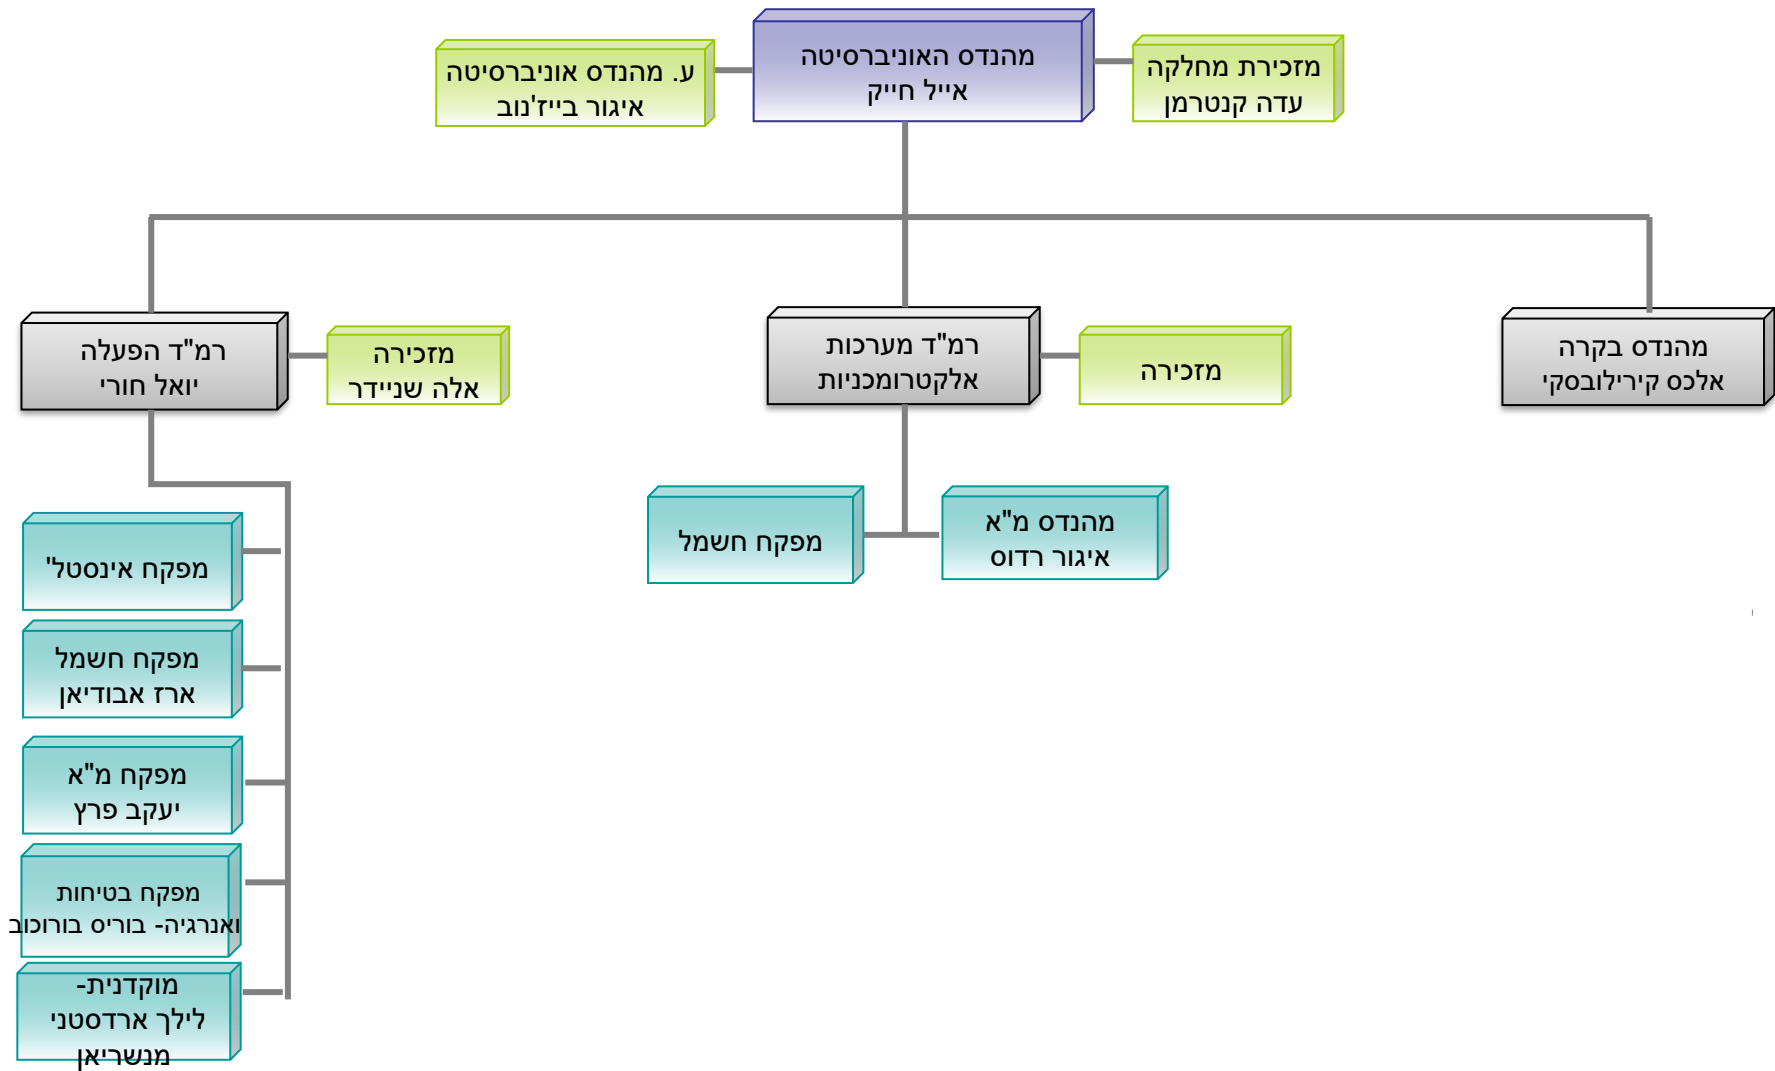 מהנדס האוניברסיטה
אייל חייק
מזכירת מחלקה
עדה קנטרמן
ע. מהנדס אוניברסיטה
איגור בייז'נוב
מהנדס בקרה
אלכס קירילובסקי
רמ"ד מערכות
אלקטרומכניות
מזכירה
רמ"ד הפעלה
יואל חורי
מזכירה
אלה שניידר
מהנדס מ"א
איגור רדוס
מפקח חשמל
מפקח אינסטל'
מפקח חשמל
ארז אבודיאן
מפקח מ"א
יעקב פרץ
מפקח בטיחות
ואנרגיה- בוריס בורוכוב
מוקדנית-
לילך ארדסטני
מנשריאן